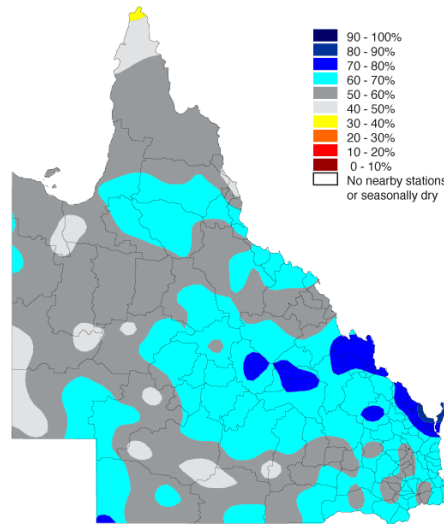 90 - 100%
80 - 90%
70 - 80%
60 - 70%
50 - 60%
40 - 50%
30 - 40%
20 - 30%
10 - 20%
0 - 10%
No nearby stations
or seasonally dry